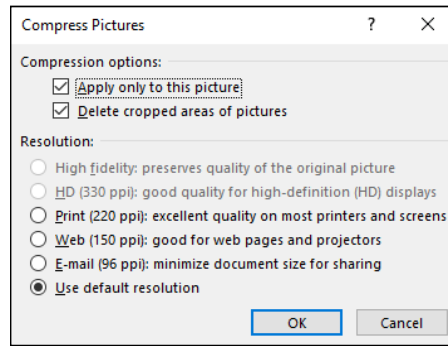 Compress Pictures ? ×
Compression options:
Apply only to this picture
Delete cropped areas of pictures
Resolution:
High fidelity: preserves quality of the original picture
HD (330 ppi): good quality for high-definition (HD) displays
Print (220 ppi): excellent quality on most printers and screens
Web (150 ppi): good for web pages and projectors
E-mail (96 ppi): minimize document size for sharing
Use default resolution
OK Cancel